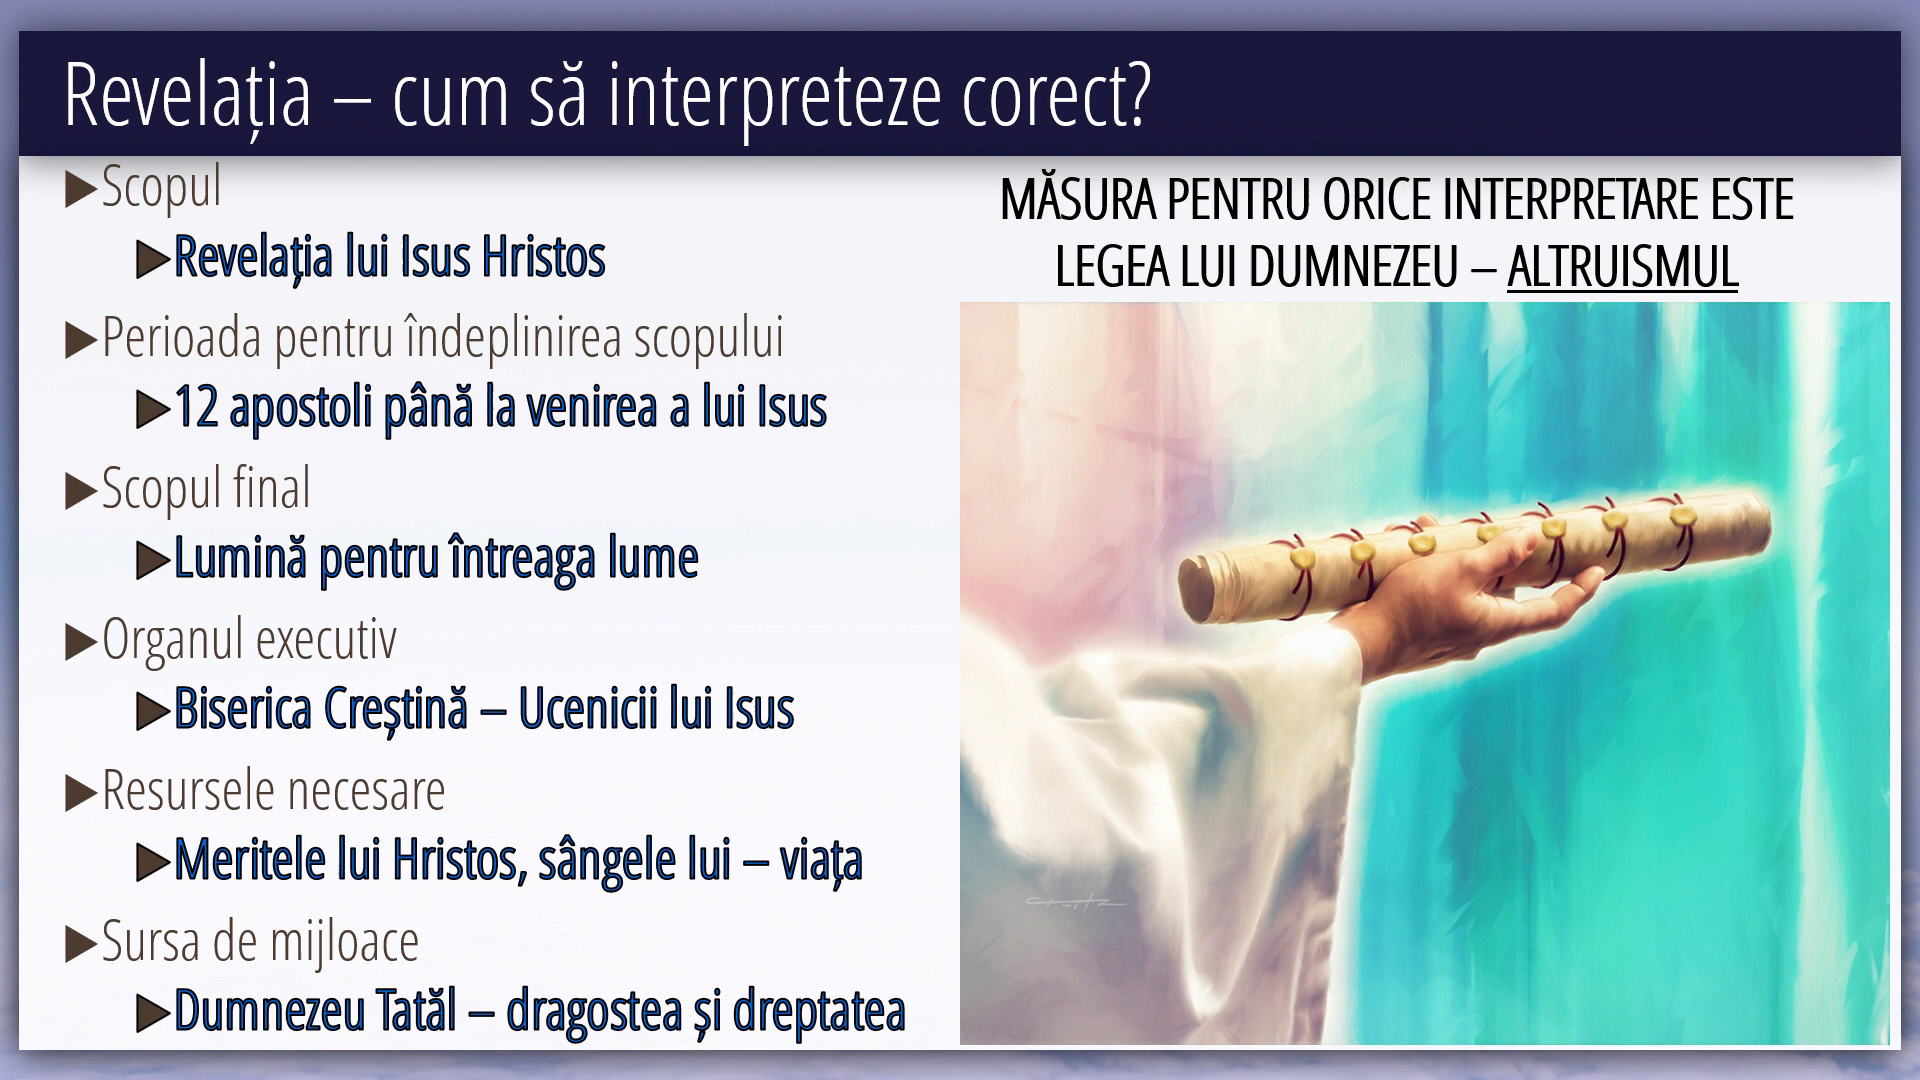 Revelația – cum să interpreteze corect?
Scopul
Revelația lui Isus Hristos
Perioada pentru îndeplinirea scopului
12 apostoli până la venirea a lui Isus
Scopul final
Lumină pentru întreaga lume
Organul executiv
Biserica Creștină – Ucenicii lui Isus
Resursele necesare
Meritele lui Hristos, sângele lui – viața
Sursa de mijloace
Dumnezeu Tatăl – dragostea și dreptatea
MĂSURA PENTRU ORICE INTERPRETARE ESTE
LEGEA LUI DUMNEZEU – ALTRUISMUL